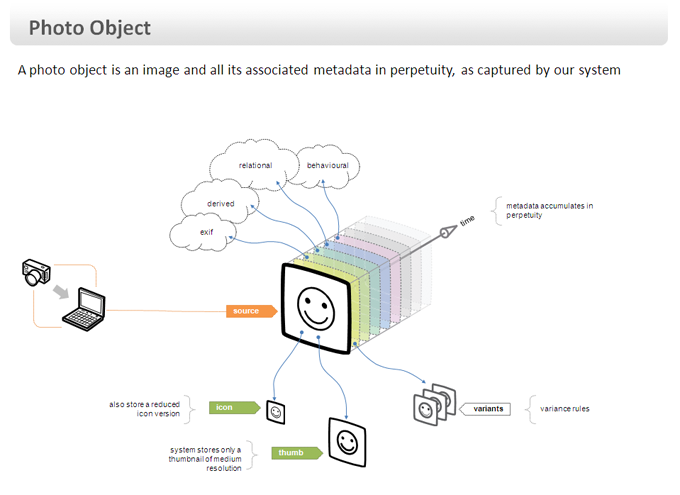 Photo Object
A photo object is an image and all its associated metadata in perpetuity, as captured by our system
relational
behavioural
derived
exif
time
metadata accumulates in
perpetuity
source
also store a reduced
icon version
icon
variants
variance rules
system stores only a
thumbnail of medium
resolution
thumb